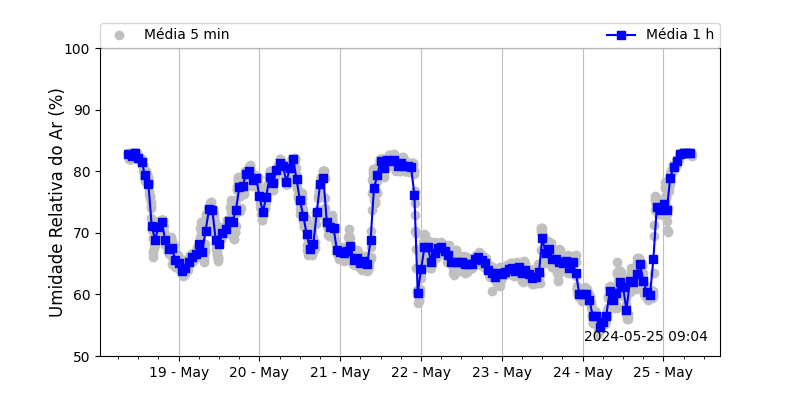 Média 5 min
Média 1 h
Umidade Relativa do Ar (%)
100
90
80
70
60
50
2024-05-25 09:04
19 - May
20 - May
21 - May
22 - May
23 - May
24 - May
25 - May